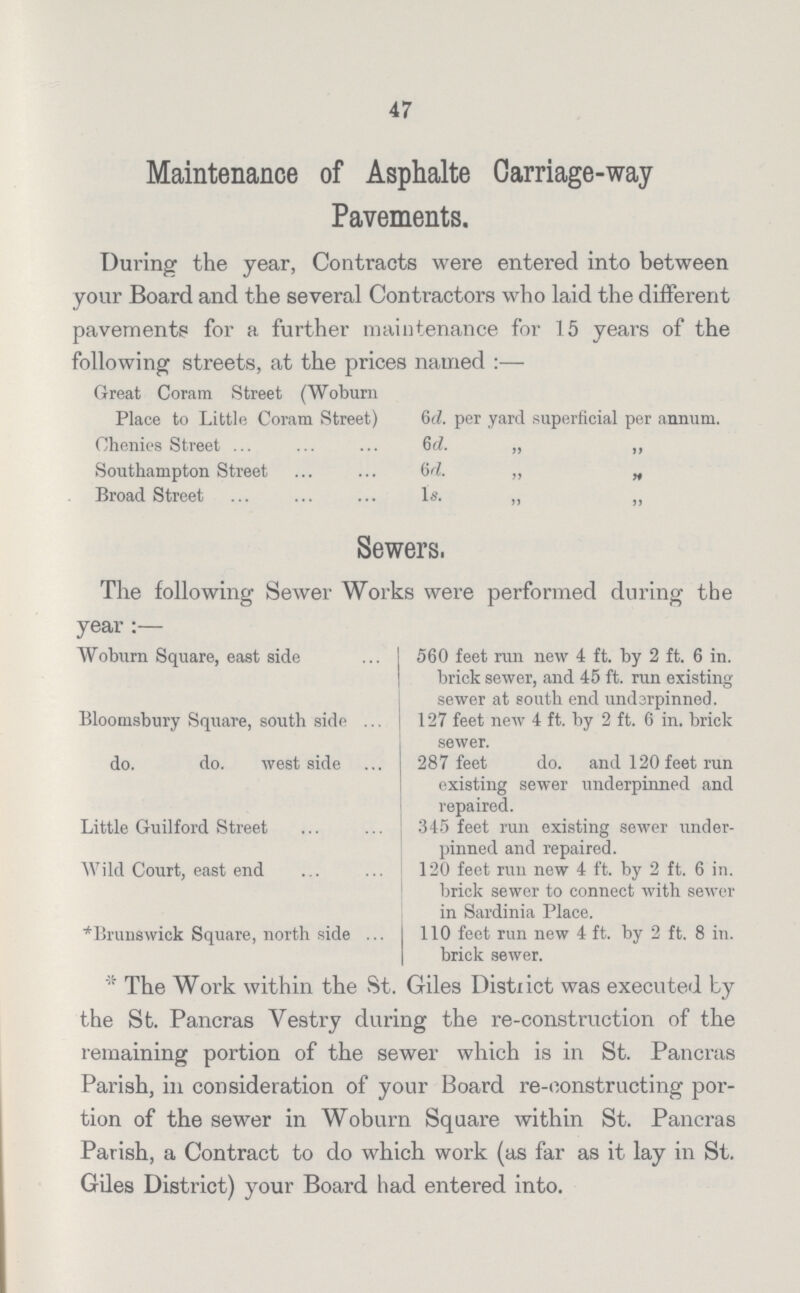 47
Maintenance of Asphalte Carriage-way
Pavements.
During the year, Contracts were entered into between
your Board and the several Contractors who laid the different
pavements for a further maintenance for 15 years of the
following streets, at the prices named :—
Great Coram Street (Woburn
Place to Little Coram Street) 6d. per yard superficial per annum.
Chenies Street ... ... ... 6d. „ „
Southampton Street ... ... 6d. „ „
Broad Street ... ... ... 1s. „ „
Sewers.
The following Sewer Works were performed during the
year :—
Woburn Square, east side ... 560 feet run new 4 ft. by 2 ft. 6 in.
brick sewer, and 45 ft. run existing
sewer at south end underpinned.
Bloomsbury Square, south side ... 127 feet new 4 ft. by 2 ft. 6 in. brick
sewer.
do. do. west side ... 287 feet do. and 120 feet run
existing sewer underpinned and
repaired.
Little Guilford Street ... ... 345 feet run existing sewer under-
pinned and repaired.
Wild Court, east end ... ... 120 feet run new 4 ft. by 2 ft. 6 in.
brick sewer to connect with sewer
in Sardinia Place.
*Brunswick Square, north side ... 110 feet run new 4 ft. by 2 ft. 8 in.
brick sewer.
* The Work within the St. Giles District was executed by
the St. Pancras Vestry during the re-construction of the
remaining portion of the sewer which is in St. Pancras
Parish, in consideration of your Board re-constructing por-
tion of the sewer in Woburn Square within St. Pancras
Parish, a Contract to do which work (as far as it lay in St.
Giles District) your Board had entered into.